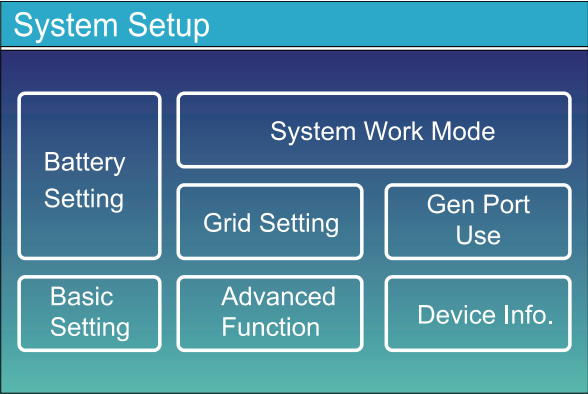 System Setup
System Work Mode
Battery
Setting
Grid Setting
Gen Port
Use
Basic
Setting
Advanced
Function
Device Info.